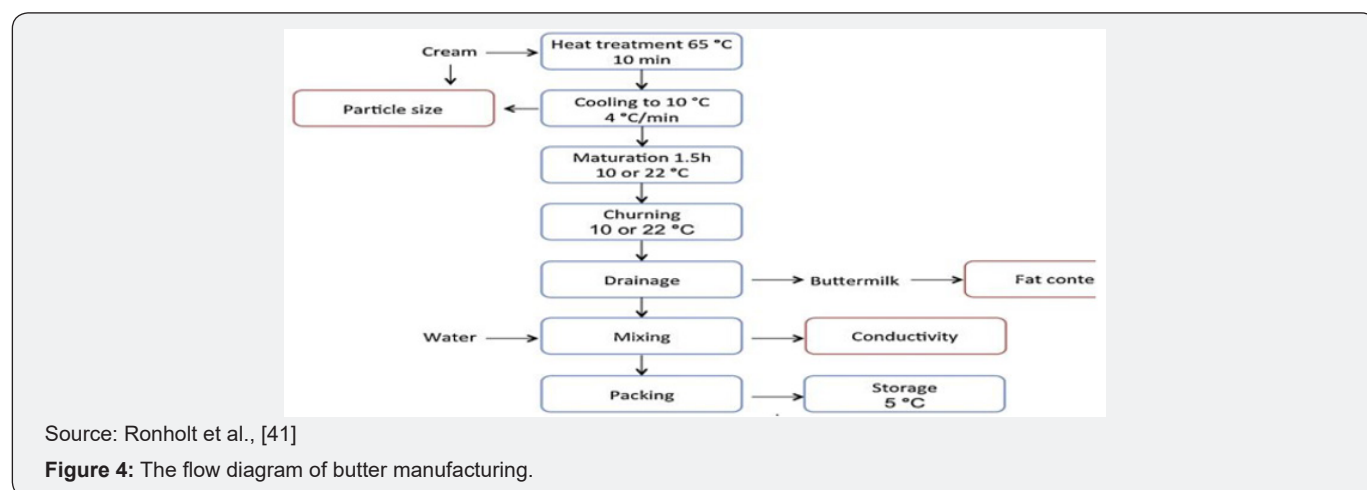 Cream
Heat treatment 65 °C
10 min
Particle size
Cooling to 10 °C
4 °C/min
Maturation 1.5h
10 or 22 °C
Churning
10 or 22 °C
Drainage
Buttermilk
Fat conte
Water
Mixing
Conductivity
Packing
Storage
5 °C
Source: Ronholt et al., [41]
Figure 4: The flow diagram of butter manufacturing.